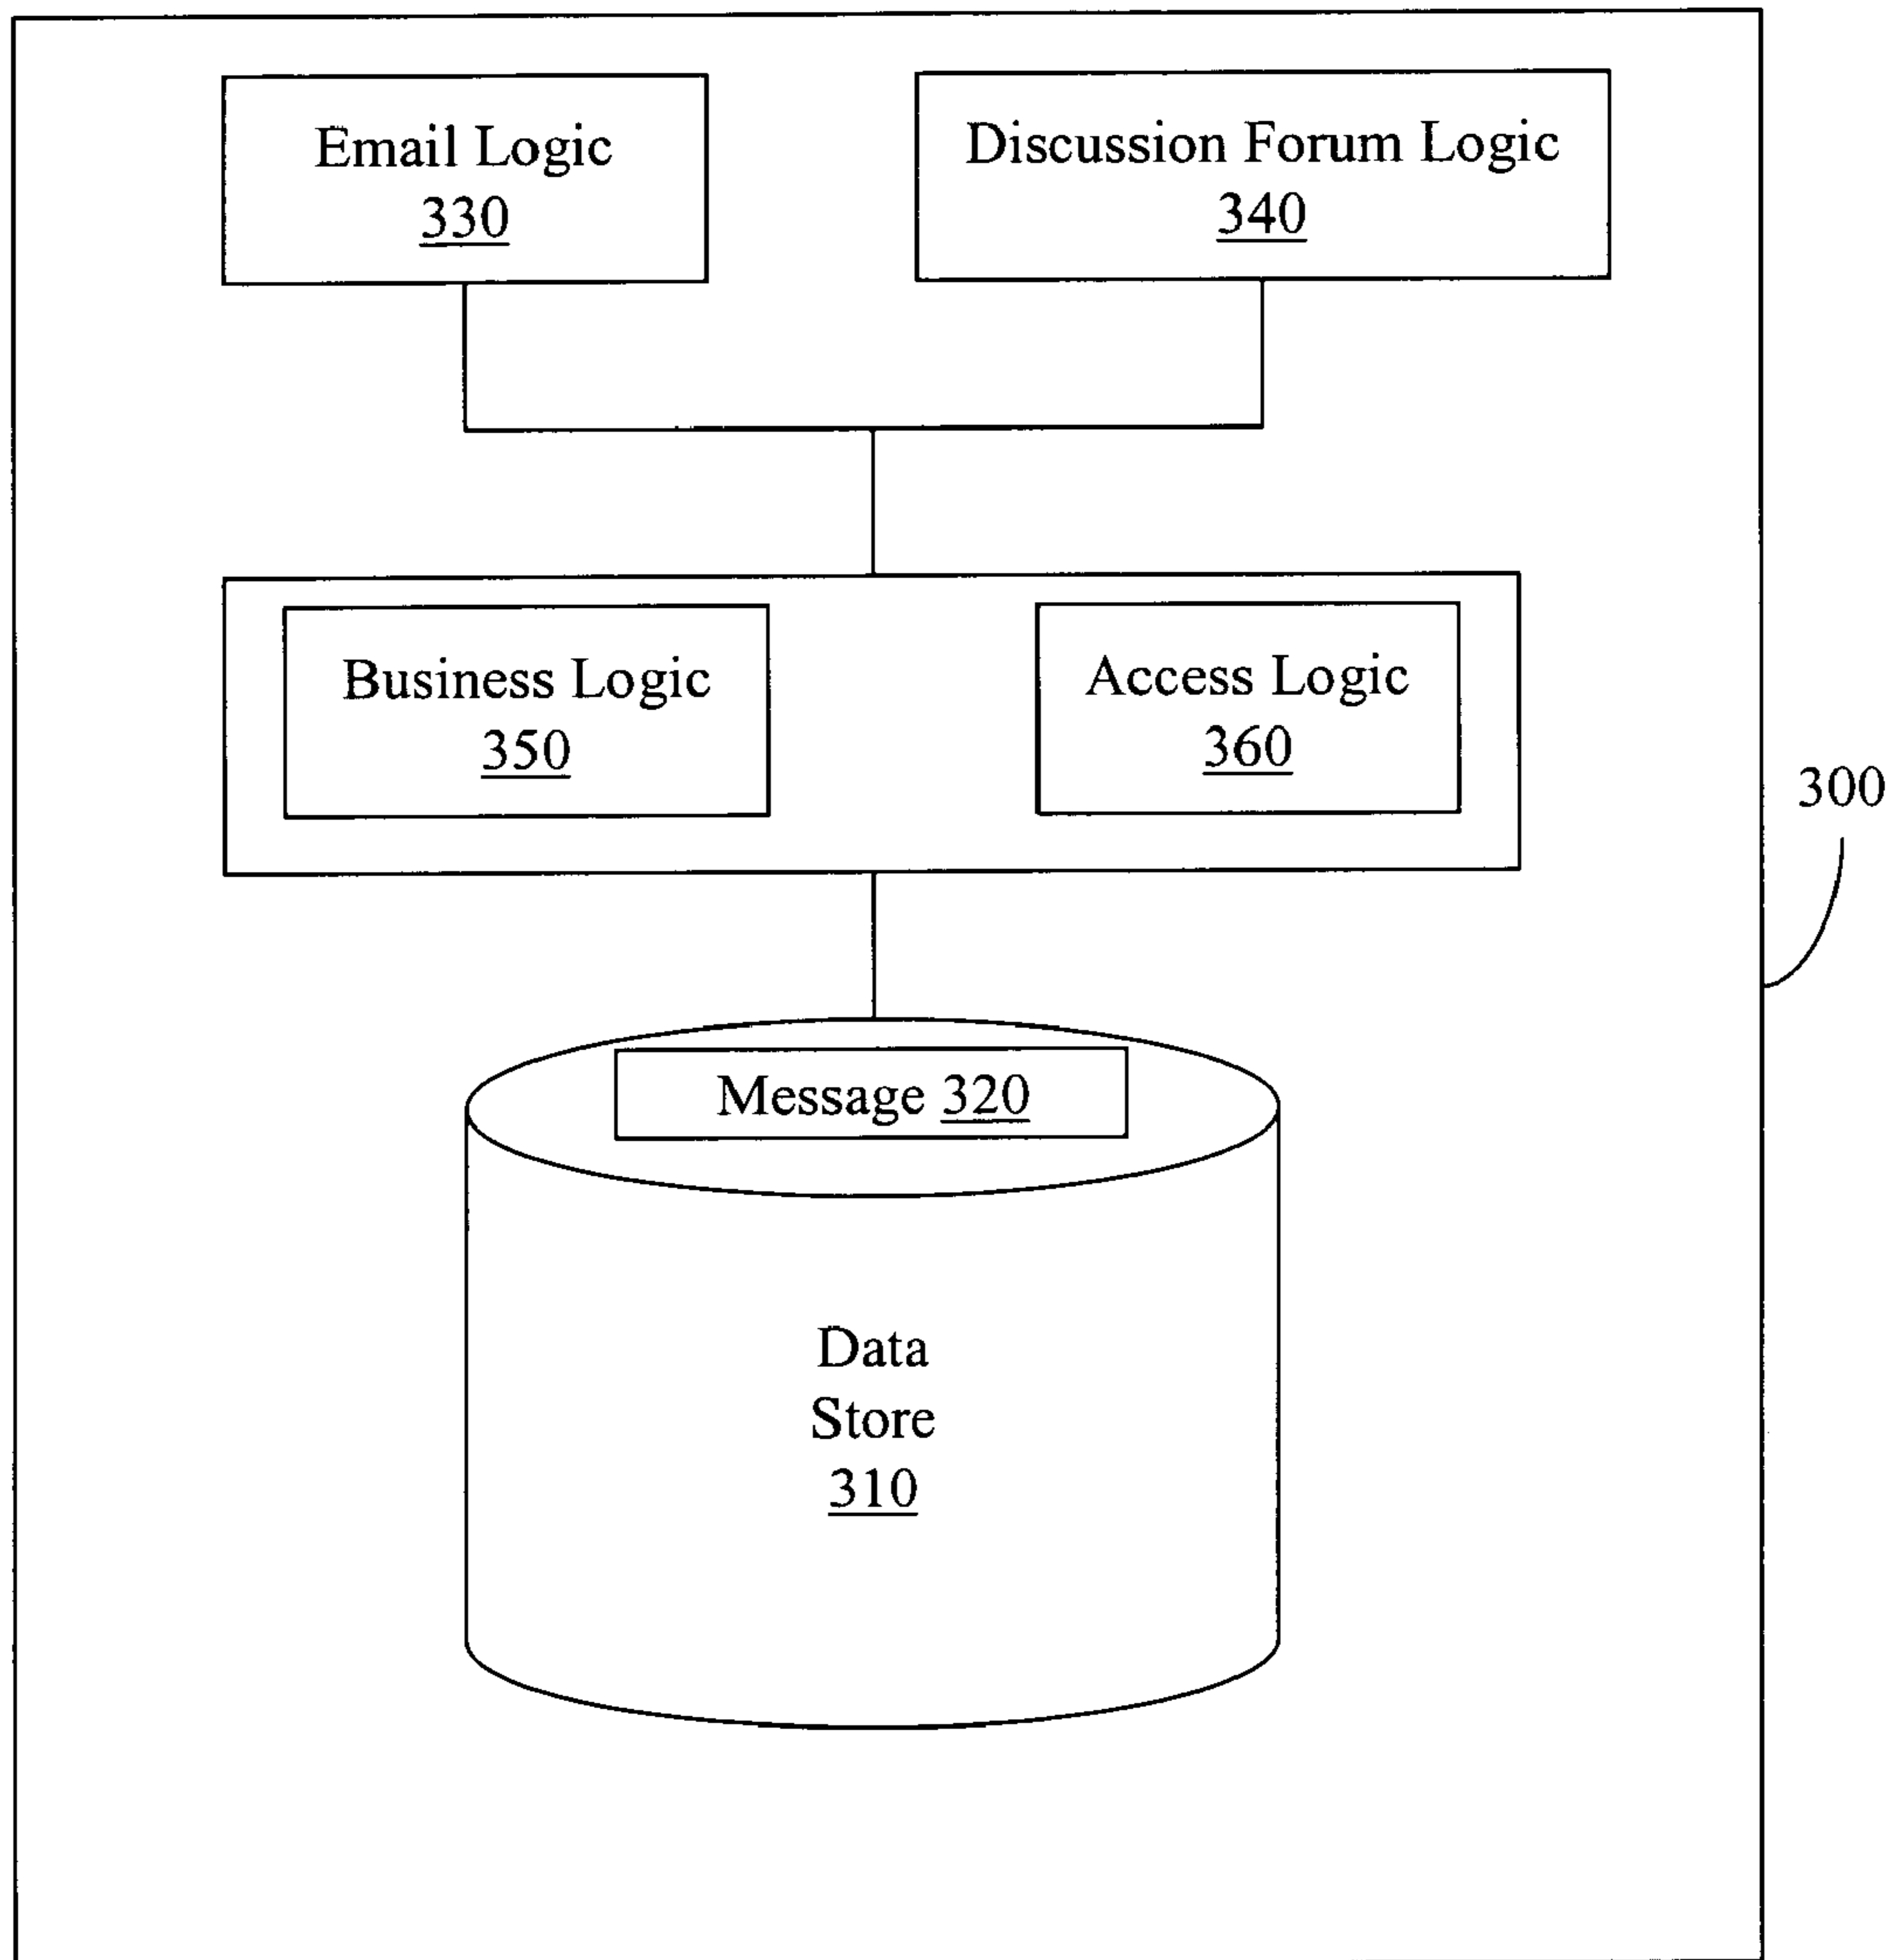 Email Logic
330
Discussion Forum Logic
340
Business Logic
350
Access Logic
360
300
Message 320
Data
Store
310